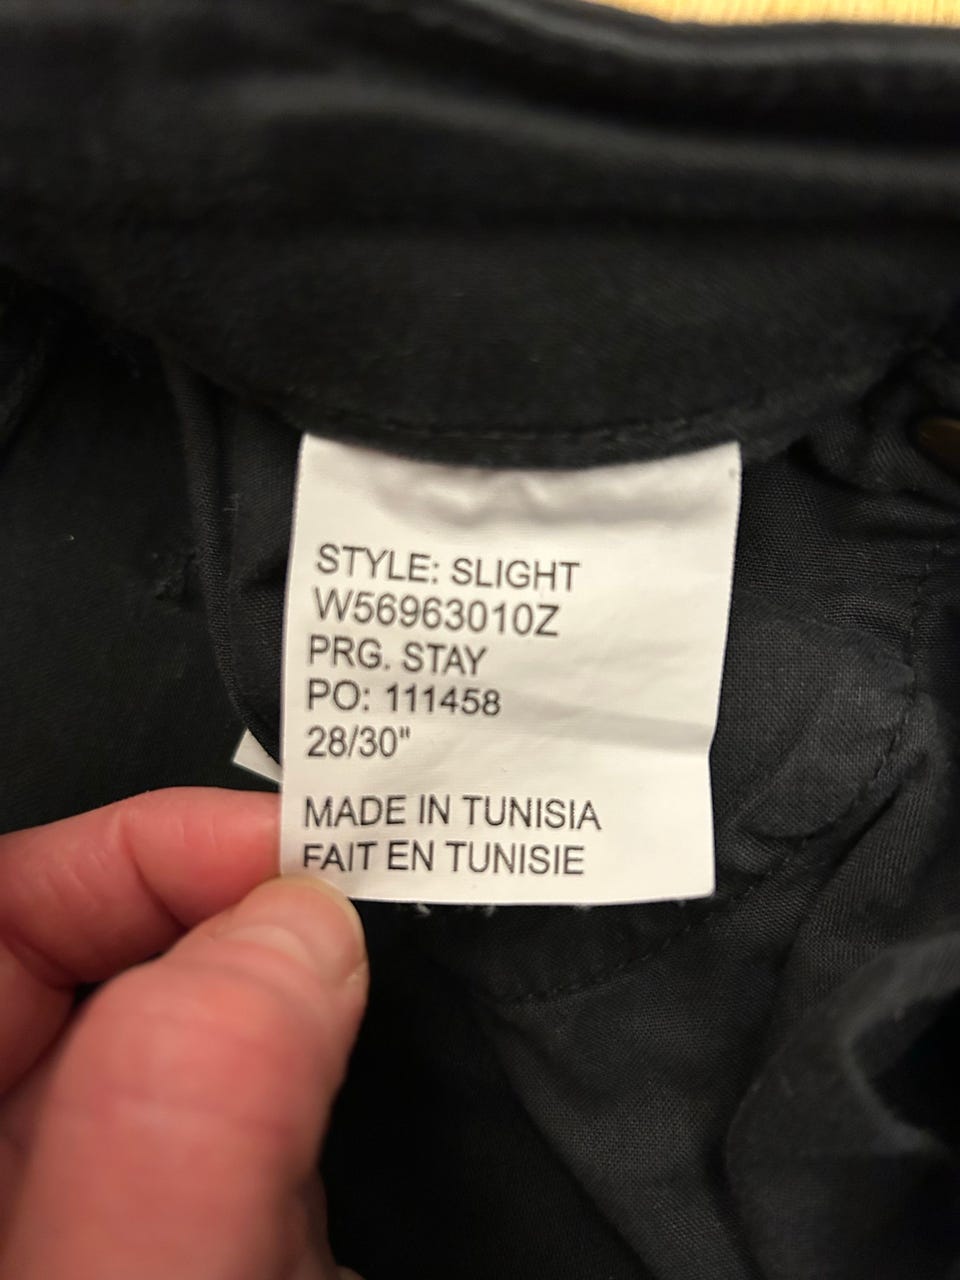 STYLE: SLIGHT
W56963010Z
PRG. STAY
PO: 111458
28/30"
MADE IN TUNISIA
FAIT EN TUNISIE